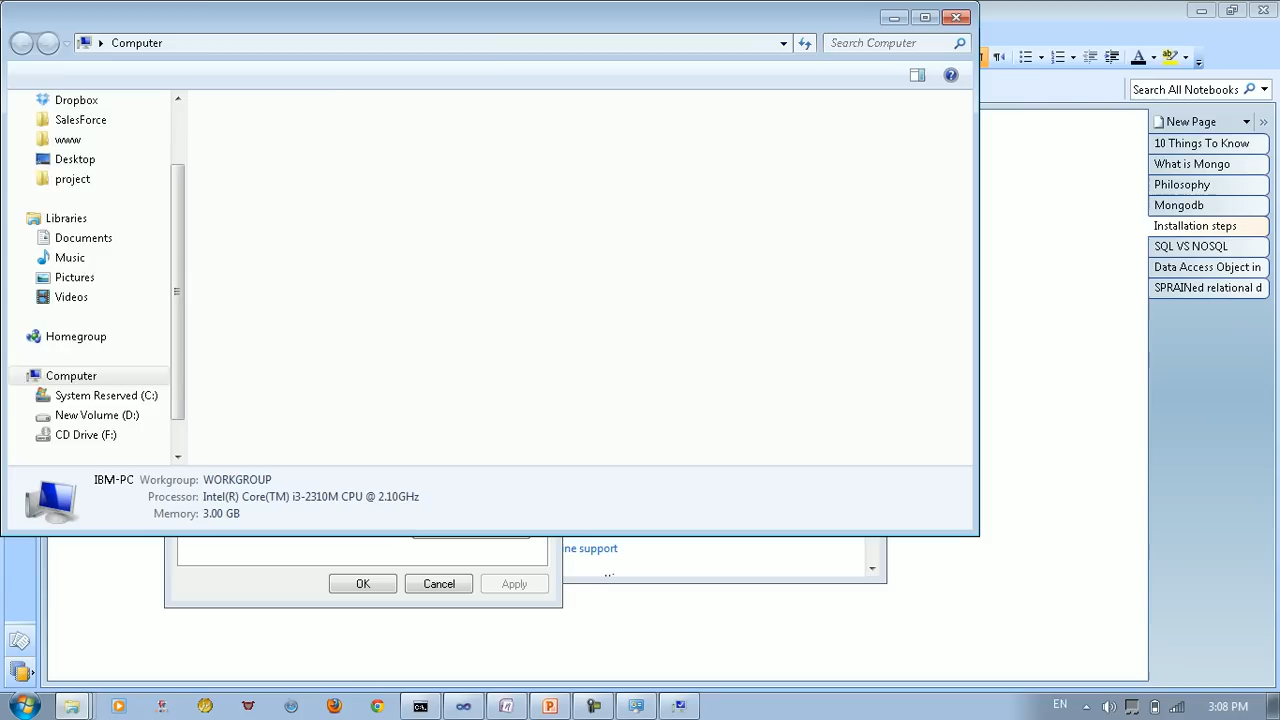 Computer
Search Computer
Dropbox
SalesForce
www
Desktop
project
Libraries
Documents
Music
Pictures
Videos
Homegroup
Computer
System Reserved (C:)
New Volume (D:)
CD Drive (F:)
IBM-PC Workgroup: WORKGROUP
Processor: Intel(R) Core(TM) i3-2310M CPU @ 2.10GHz
Memory: 3.00 GB
ne support
OK Cancel Apply
Search All Notebooks
New Page
10 Things To Know
What is Mongo
Philosophy
Mongodb
Installation steps
SQL VS NOSQL
Data Access Object in
SPRAINed relational d
EN
3:08 PM